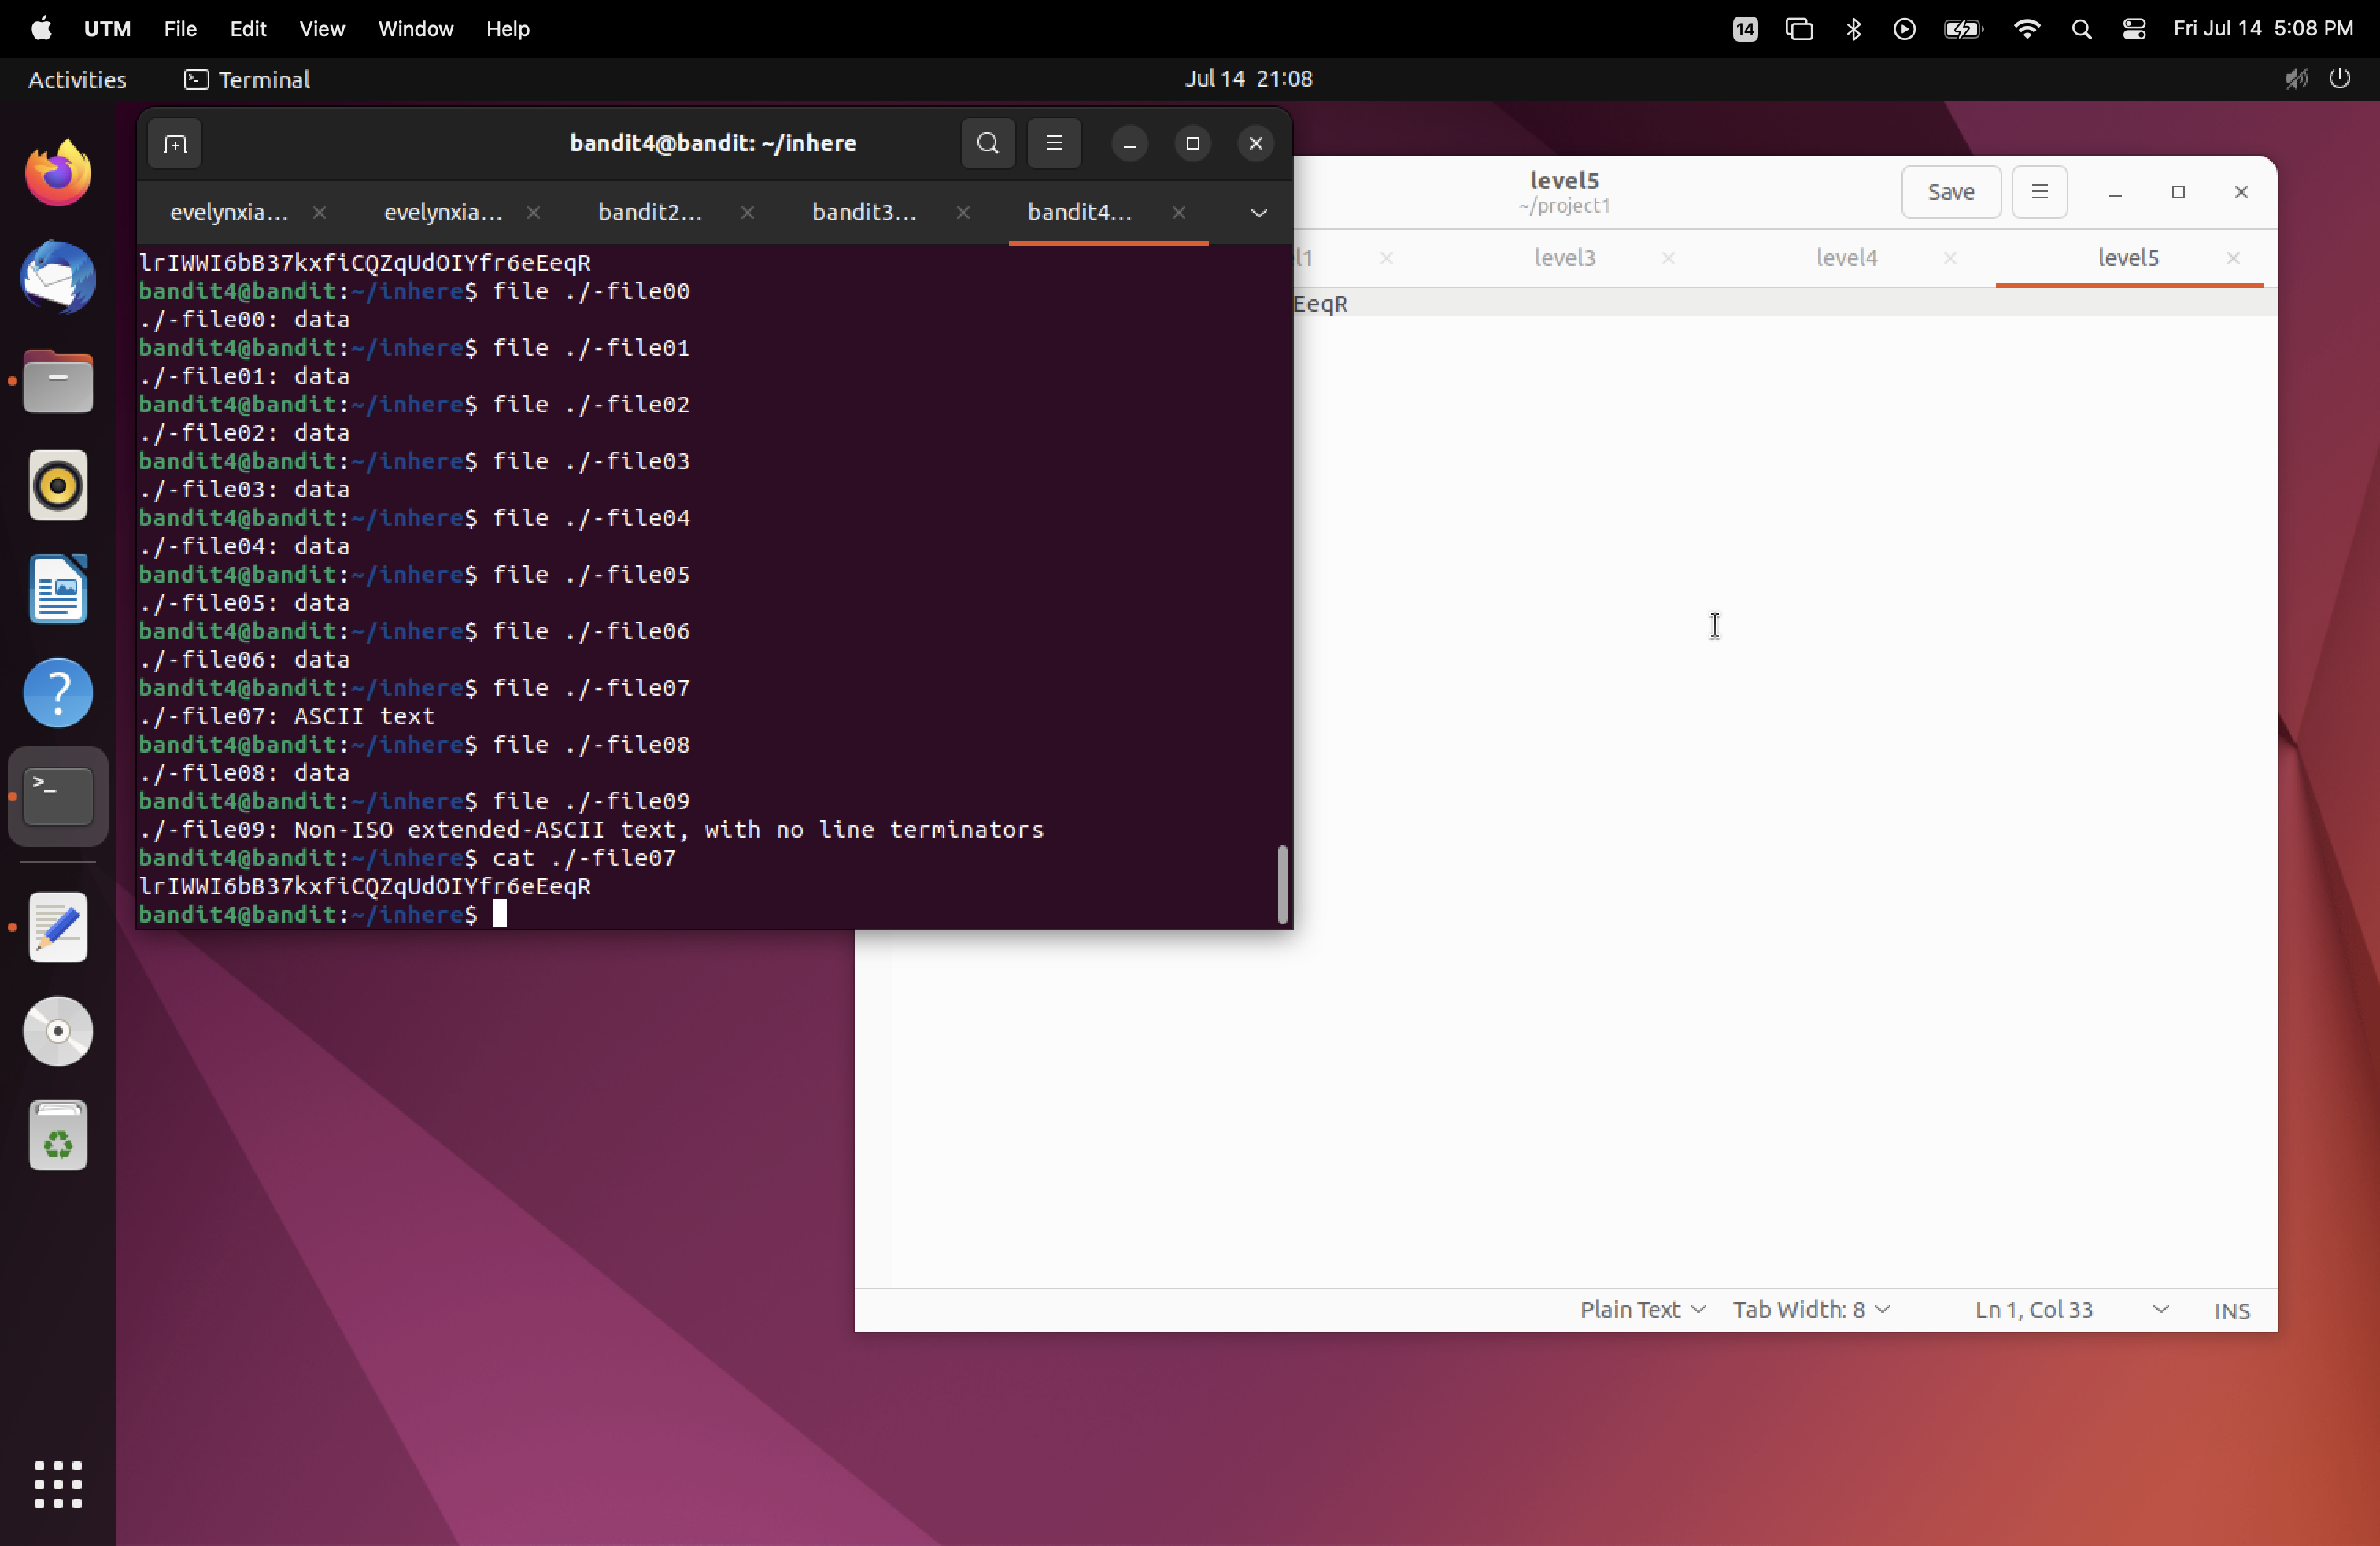 UTM File Edit View Window Help 14 Fri Jul 14 5:08 PM
Activities Terminal Jul 14 21:08
bandit4@bandit: ~/inhere
evelynxia... evelynxia... bandit2... bandit3... bandit4...
lrIWWI6bB37kxfiCQZqUdOIYfr6eEeqR
bandit4@bandit:~/inhere$ file ./-file00
./-file00: data
bandit4@bandit:~/inhere$ file ./-file01
./-file01: data
bandit4@bandit:~/inhere$ file ./-file02
./-file02: data
bandit4@bandit:~/inhere$ file ./-file03
./-file03: data
bandit4@bandit:~/inhere$ file ./-file04
./-file04: data
bandit4@bandit:~/inhere$ file ./-file05
./-file05: data
bandit4@bandit:~/inhere$ file ./-file06
./-file06: data
bandit4@bandit:~/inhere$ file ./-file07
./-file07: ASCII text
bandit4@bandit:~/inhere$ file ./-file08
./-file08: data
bandit4@bandit:~/inhere$ file ./-file09
./-file09: Non-ISO extended-ASCII text, with no line terminators
bandit4@bandit:~/inhere$ cat ./-file07
lrIWWI6bB37kxfiCQZqUdOIYfr6eEeqR
bandit4@bandit:~/inhere$
level5
~/project1
Save
l1 level3 level4 level5
EeqR
Plain Text Tab Width: 8 Ln 1, Col 33 INS